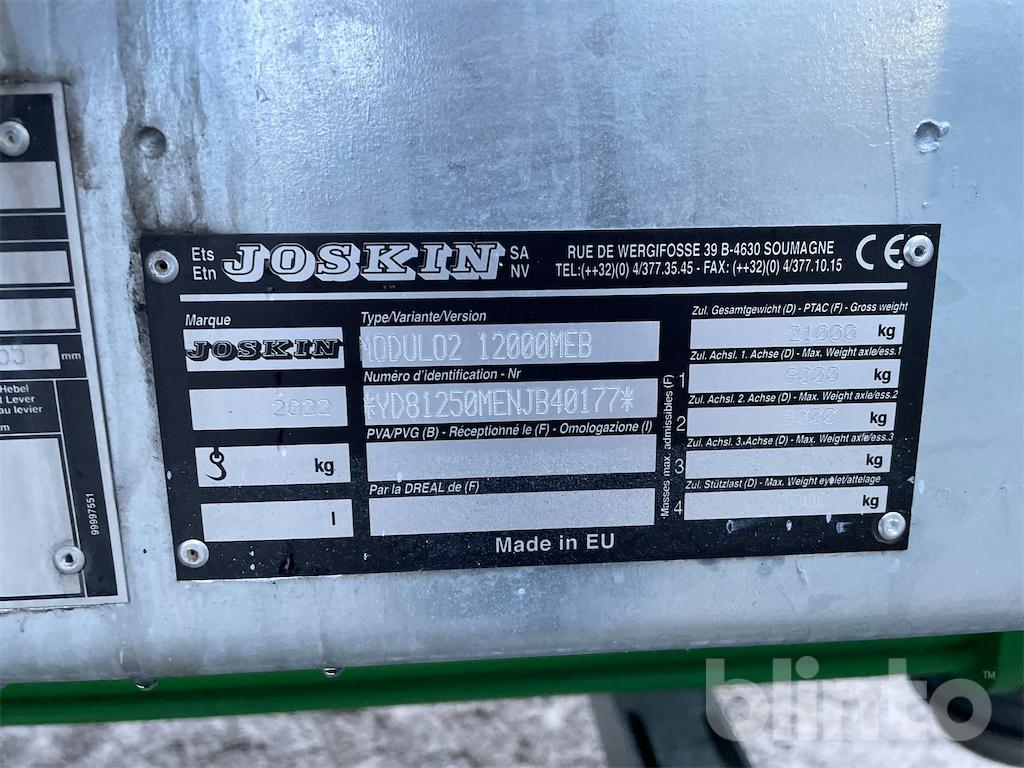 Ets
Etn
JOSKIN
SA
NV
RUE DE WERGIFOSSE 39 B-4630 SOUMAGNE
TEL:(++32)(0) 4/377.35.45 - FAX: (++32)(0) 4/377.10.15
CE
Marque
JOSKIN
2022
kg
l
Type/Variante/Version
MODULO2 12000MEB
Numéro d'identification - Nr
*YD81250MENJB40177*
PVA/PVG (B) - Réceptionné le (F) - Omologazione (I)
Par la DREAL de (F)
Masses max. admissibles (F)
Zul. Gesamtgewicht (D) - PTAC (F) - Gross weight
21000 kg
Zul. Achsl. 1. Achse (D) - Max. Weight axle/ess.1
1 9000 kg
Zul. Achsl. 2. Achse (D) - Max. Weight axle/ess.2
2 9000 kg
Zul. Achsl. 3. Achse (D) - Max. Weight axle/ess.3
3 kg
Zul. Stützlast (D) - Max. Weight eyelet/attelage
4 kg
Made in EU
mm
Hebel
Lever
au levier
99997551
blinto™